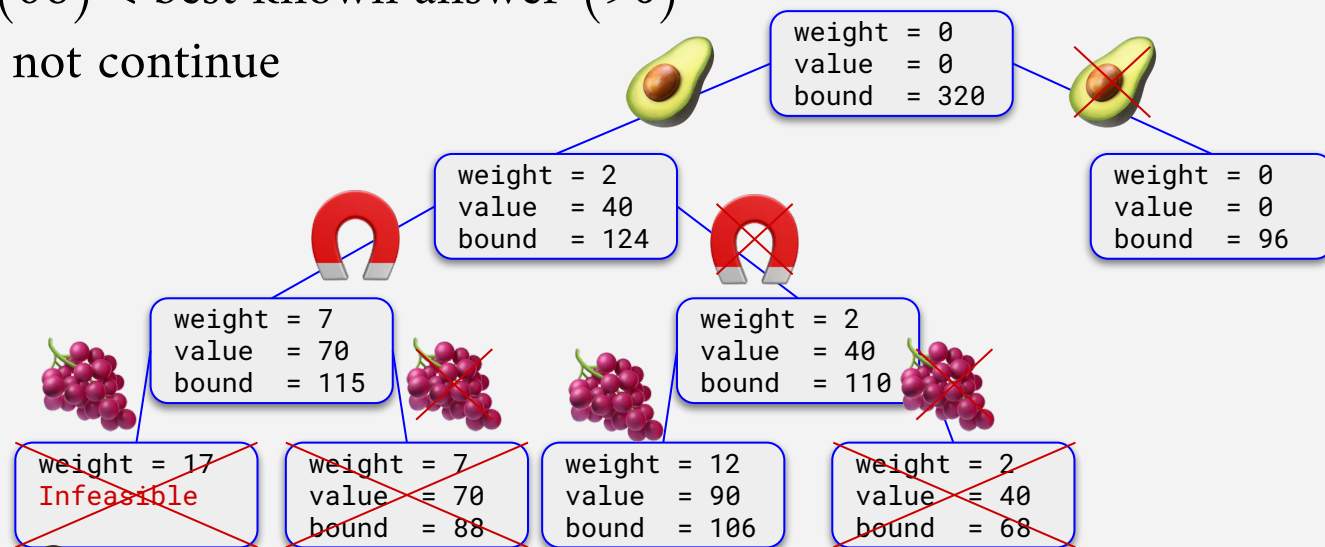 not continue
weight = 0
value = 0
bound = 320
weight = 2
value = 40
bound = 124
weight = 0
value = 0
bound = 96
weight = 7
value = 70
bound = 115
weight = 2
value = 40
bound = 110
weight = 17
Infeasible
weight = 7
value = 70
bound = 88
weight = 12
value = 90
bound = 106
weight = 2
value = 40
bound = 68